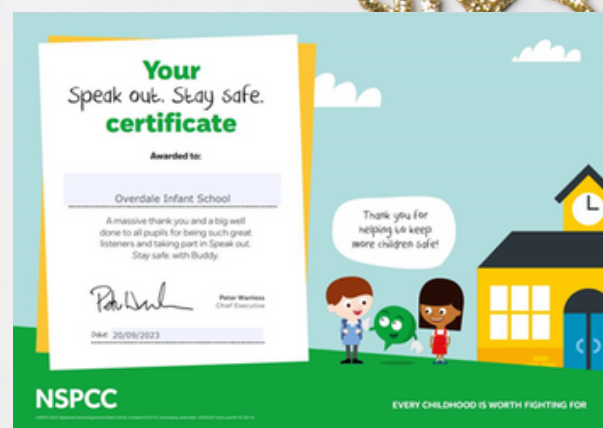 Your
Speak out. Stay safe.
certificate
Awarded to:
Overdale Infant School
A massive thank you and a big well
done to all pupils for being such great
listeners and taking part in Speak out.
Stay safe. with Buddy.
Peter Wanless
Chief Executive
Date: 20/09/2023
Thank you for
helping to keep
more children safe!
L
NSPCC
EVERY CHILDHOOD IS WORTH FIGHTING FOR